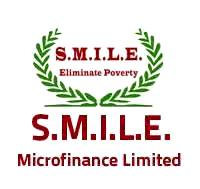 S.M.I.L.E.
Eliminate Poverty
S.M.I.L.E.
Microfinance Limited